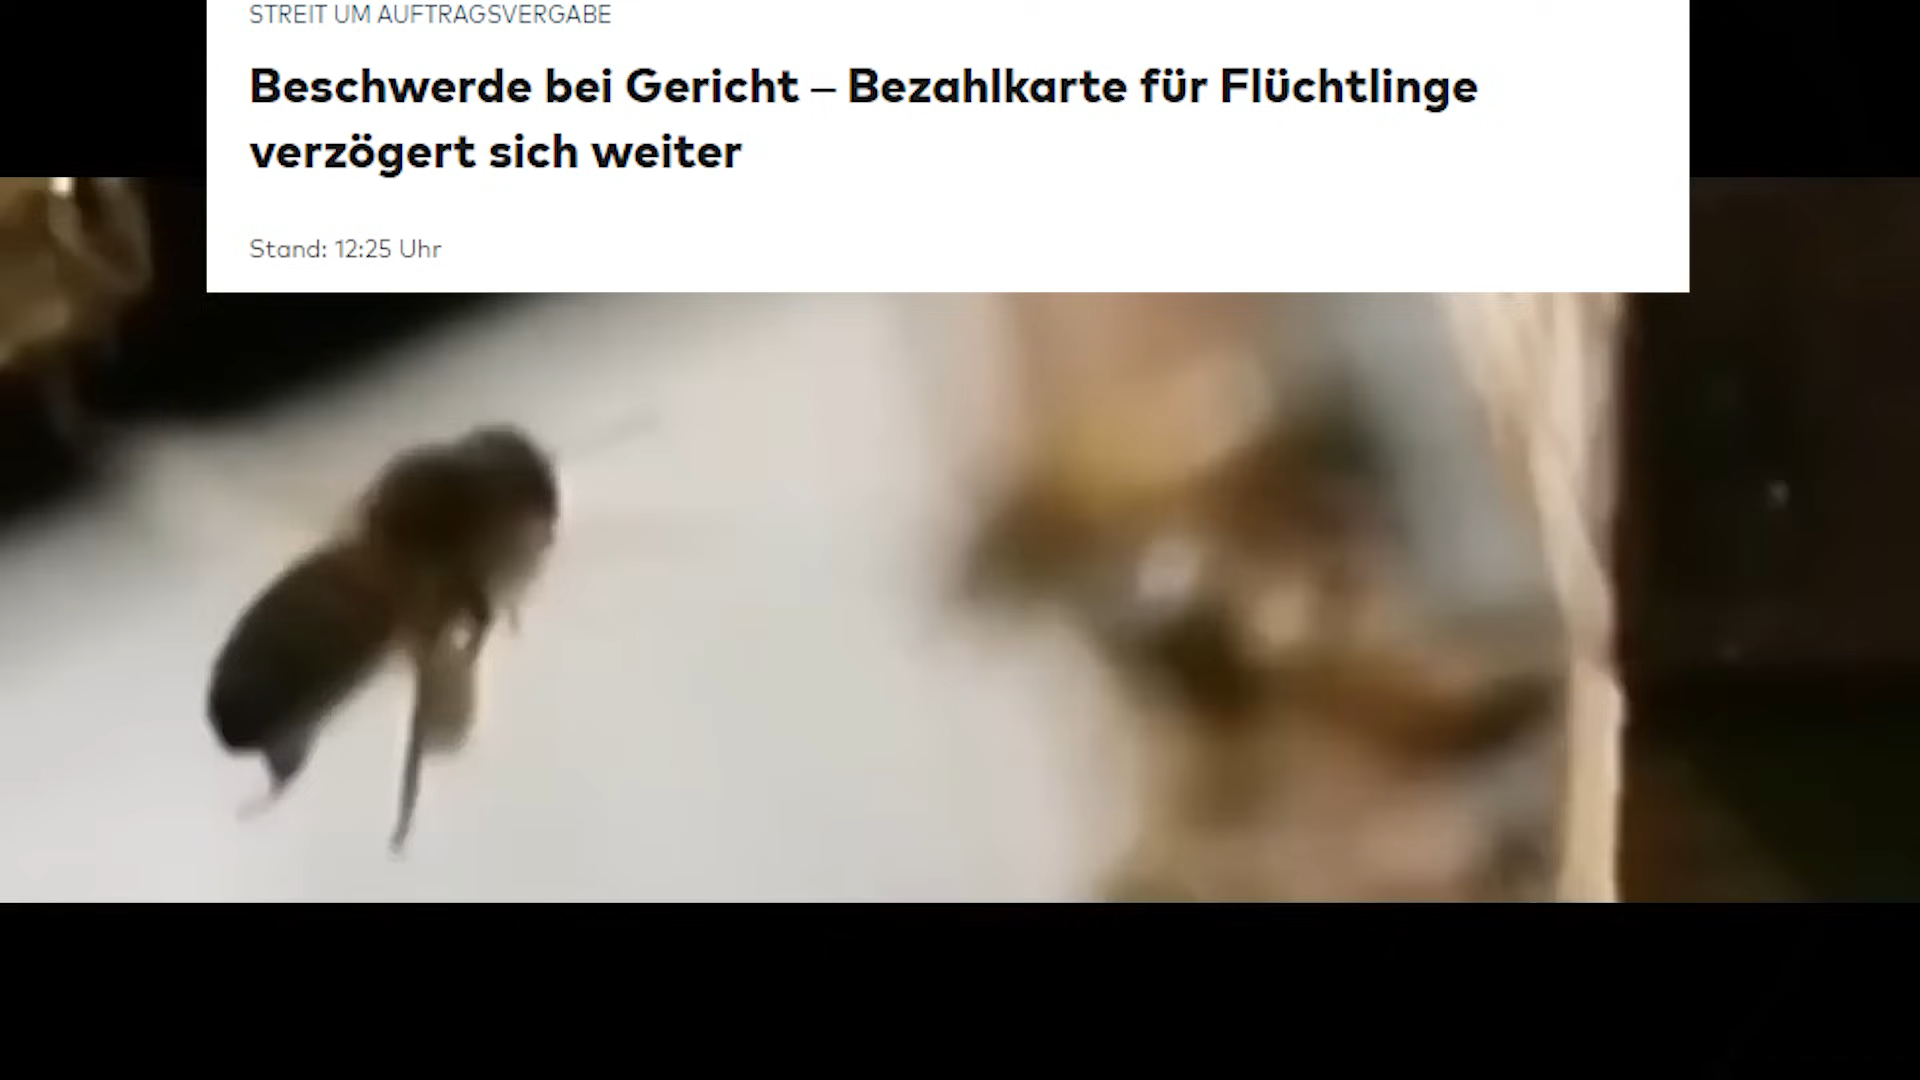 STREIT UM AUFTRAGSVERGABE
Beschwerde bei Gericht – Bezahlkarte für Flüchtlinge
verzögert sich weiter
Stand: 12:25 Uhr